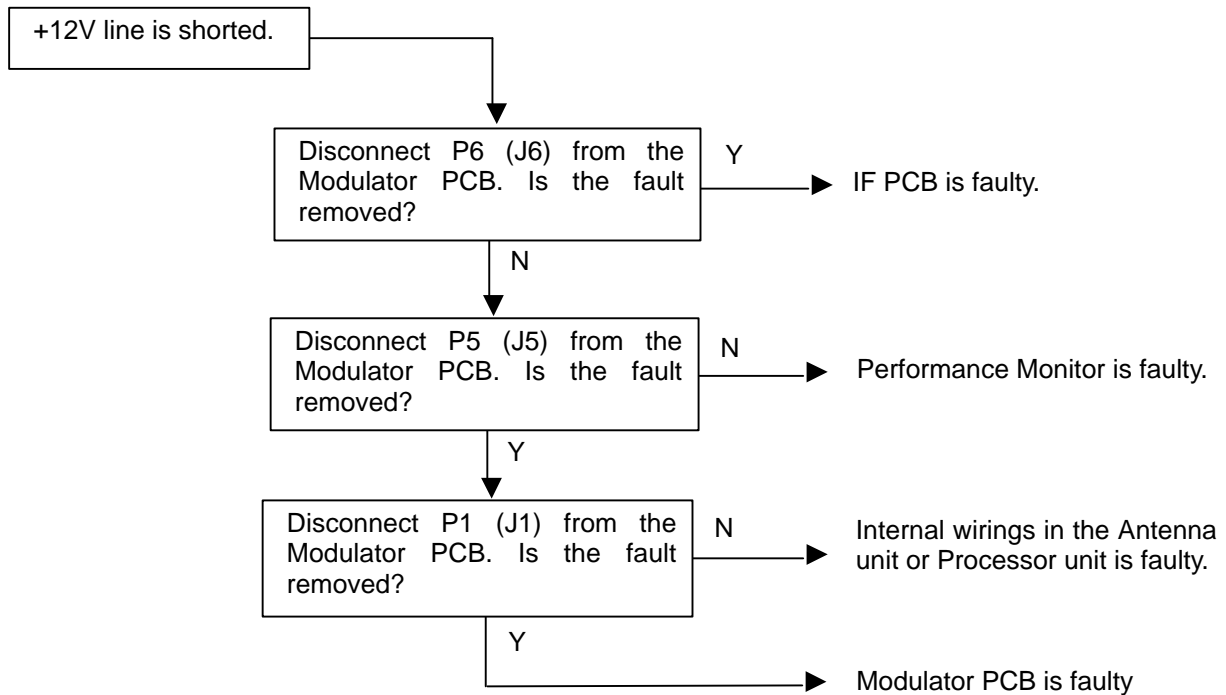 +12V line is shorted.
Disconnect P6 (J6) from the
Modulator PCB. Is the fault
removed?
Y
IF PCB is faulty.
N
Disconnect P5 (J5) from the
Modulator PCB. Is the fault
removed?
N
Performance Monitor is faulty.
Y
Disconnect P1 (J1) from the
Modulator PCB. Is the fault
removed?
N
Internal wirings in the Antenna
unit or Processor unit is faulty.
Y
Modulator PCB is faulty